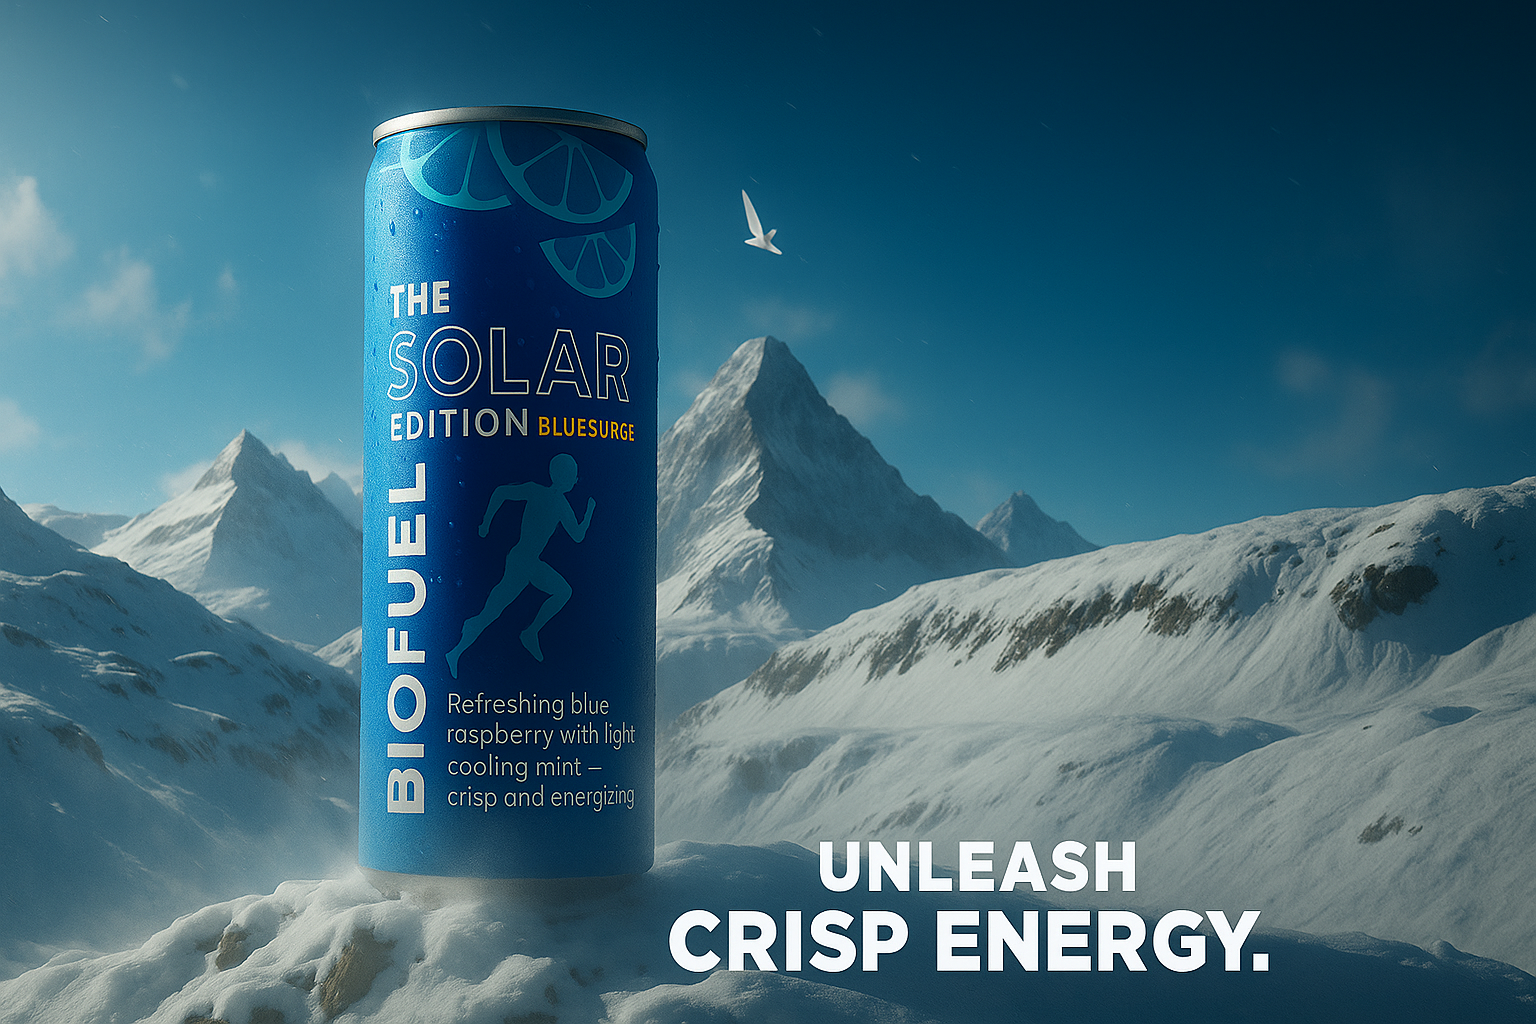 THE
SOLAR
EDITION BLUESURGE
BIOFUEL
Refreshing blue
raspberry with light
cooling mint –
crisp and energizing
UNLEASH
CRISP ENERGY.